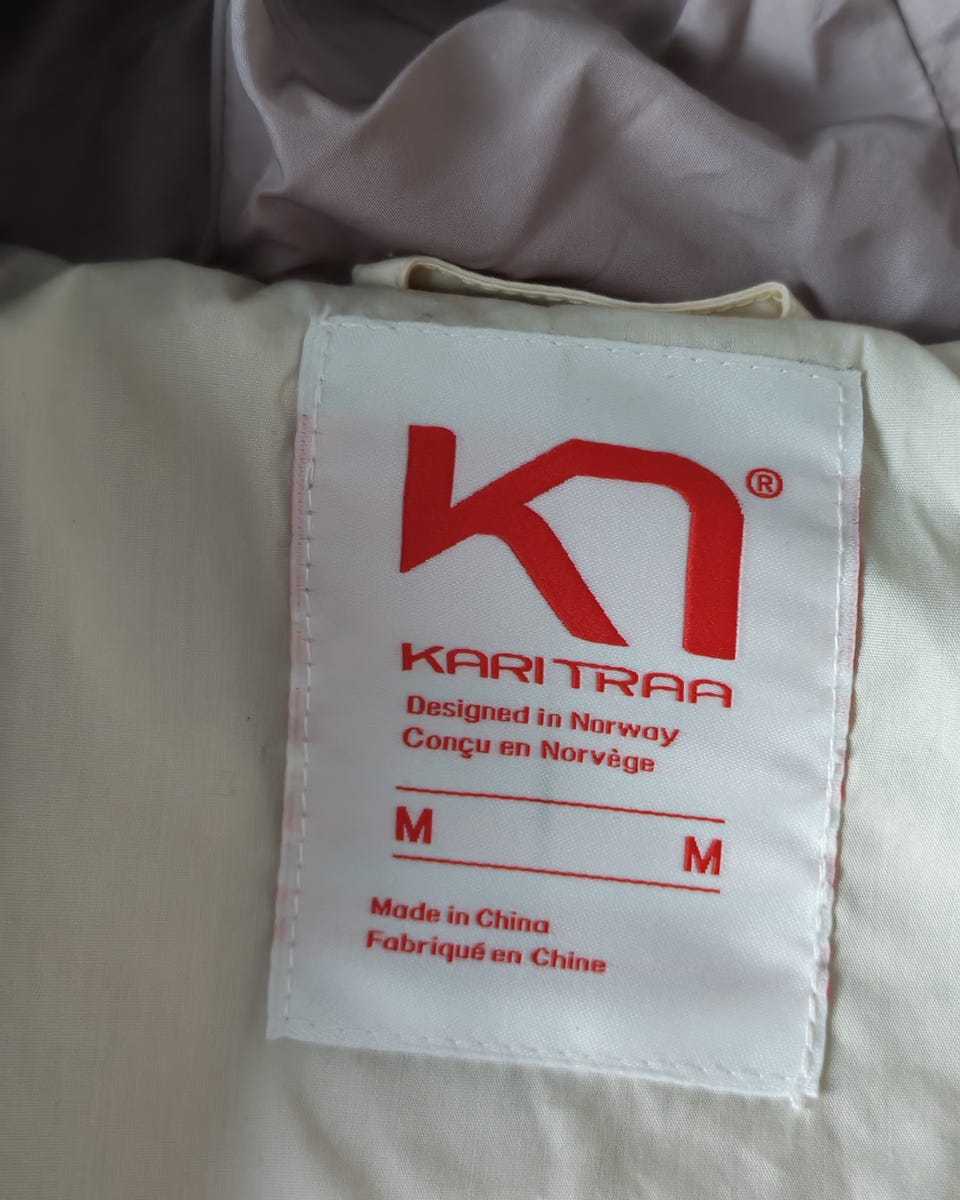 ®
KARI TRAA
Designed in Norway
Conçu en Norvège
M M
Made in China
Fabriqué en Chine